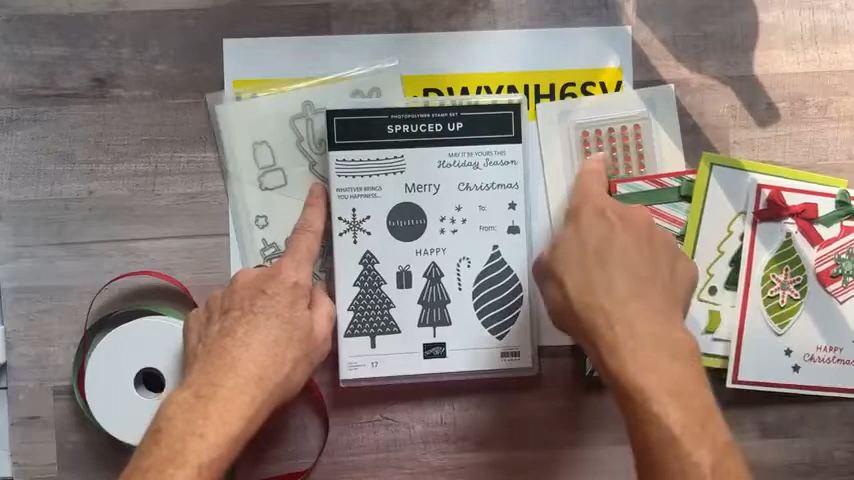 DWYNH6SV
PHOTOPOLYMER STAMP SET
SPRUCED UP
MAY IT BE YOURS THIS
Holiday Season
WHATEVER BRINGS
YOU HAPPINESS...
Merry
Christmas
To:
From:
HAPPY
17
HAPPY
Christmas